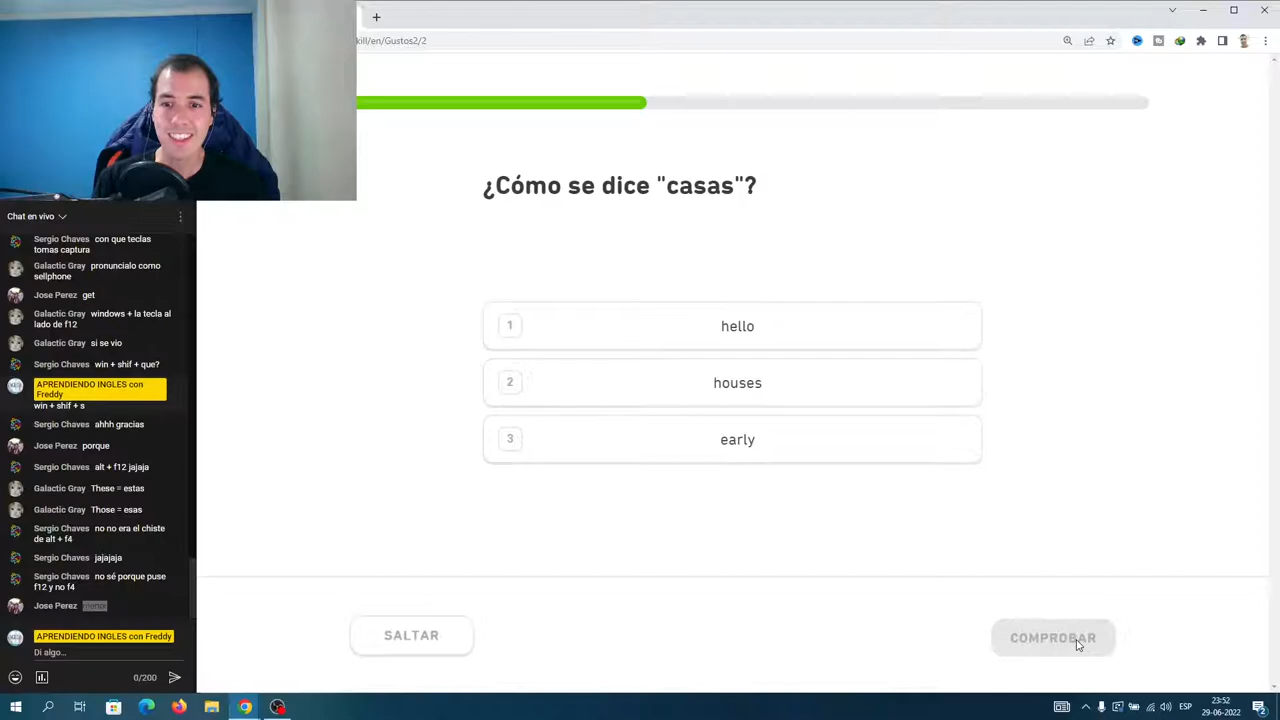 kill/en/Gustos2/2
¿Cómo se dice "casas"?
1 hello
2 houses
3 early
SALTAR
COMPROBAR
Chat en vivo
Sergio Chaves con que teclas
tomas captura
Galactic Gray pronuncialo como
sellphone
Jose Perez get
Galactic Gray windows + la tecla al
lado de f12
Galactic Gray si se vio
Sergio Chaves win + shif + que?
APRENDIENDO INGLES con
Freddy
win + shif + s
Sergio Chaves ahhh gracias
Jose Perez porque
Sergio Chaves alt + f12 jajaja
Galactic Gray These = estas
Galactic Gray Those = esas
Sergio Chaves no no era el chiste
de alt + f4
Sergio Chaves jajajaja
Sergio Chaves no sé porque puse
f12 y no f4
Jose Perez
APRENDIENDO INGLES con Freddy
Di algo...
0/200
ESP
23:52
29-06-2022
2